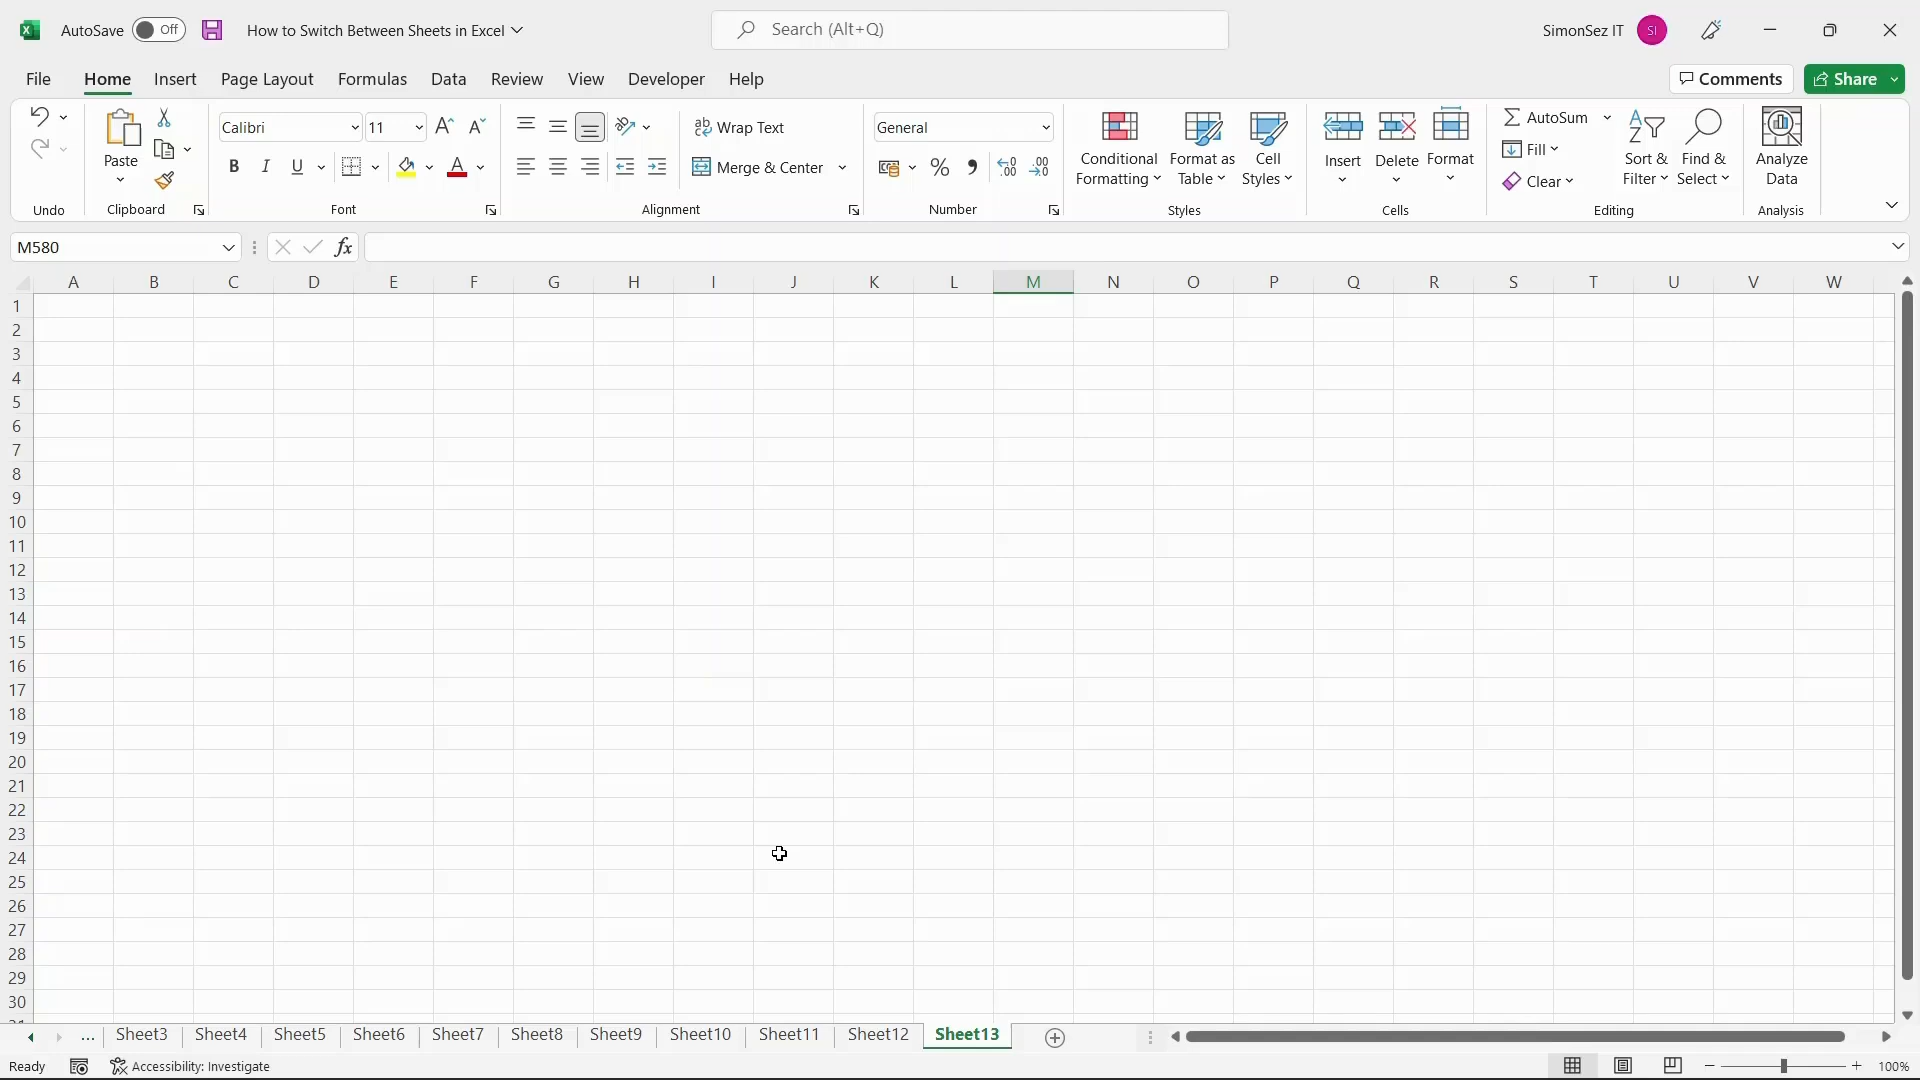 AutoSave Off How to Switch Between Sheets in Excel Search (Alt+Q) SimonSez IT SI
File Home Insert Page Layout Formulas Data Review View Developer Help Comments Share
Paste
Calibri 11
B I U A
ab Wrap Text
Merge & Center
General
% 
Conditional Formatting
Format as Table
Cell Styles
Insert Delete Format
AutoSum
Fill
Clear
Sort & Filter
Find & Select
Analyze Data
Undo Clipboard Font Alignment Number Styles Cells Editing Analysis
M580 fx
A B C D E F G H I J K L M N O P Q R S T U V W
1
2
3
4
5
6
7
8
9
10
11
12
13
14
15
16
17
18
19
20
21
22
23
24
25
26
27
28
29
30
... Sheet3 Sheet4 Sheet5 Sheet6 Sheet7 Sheet8 Sheet9 Sheet10 Sheet11 Sheet12 Sheet13
Ready Accessibility: Investigate 100%